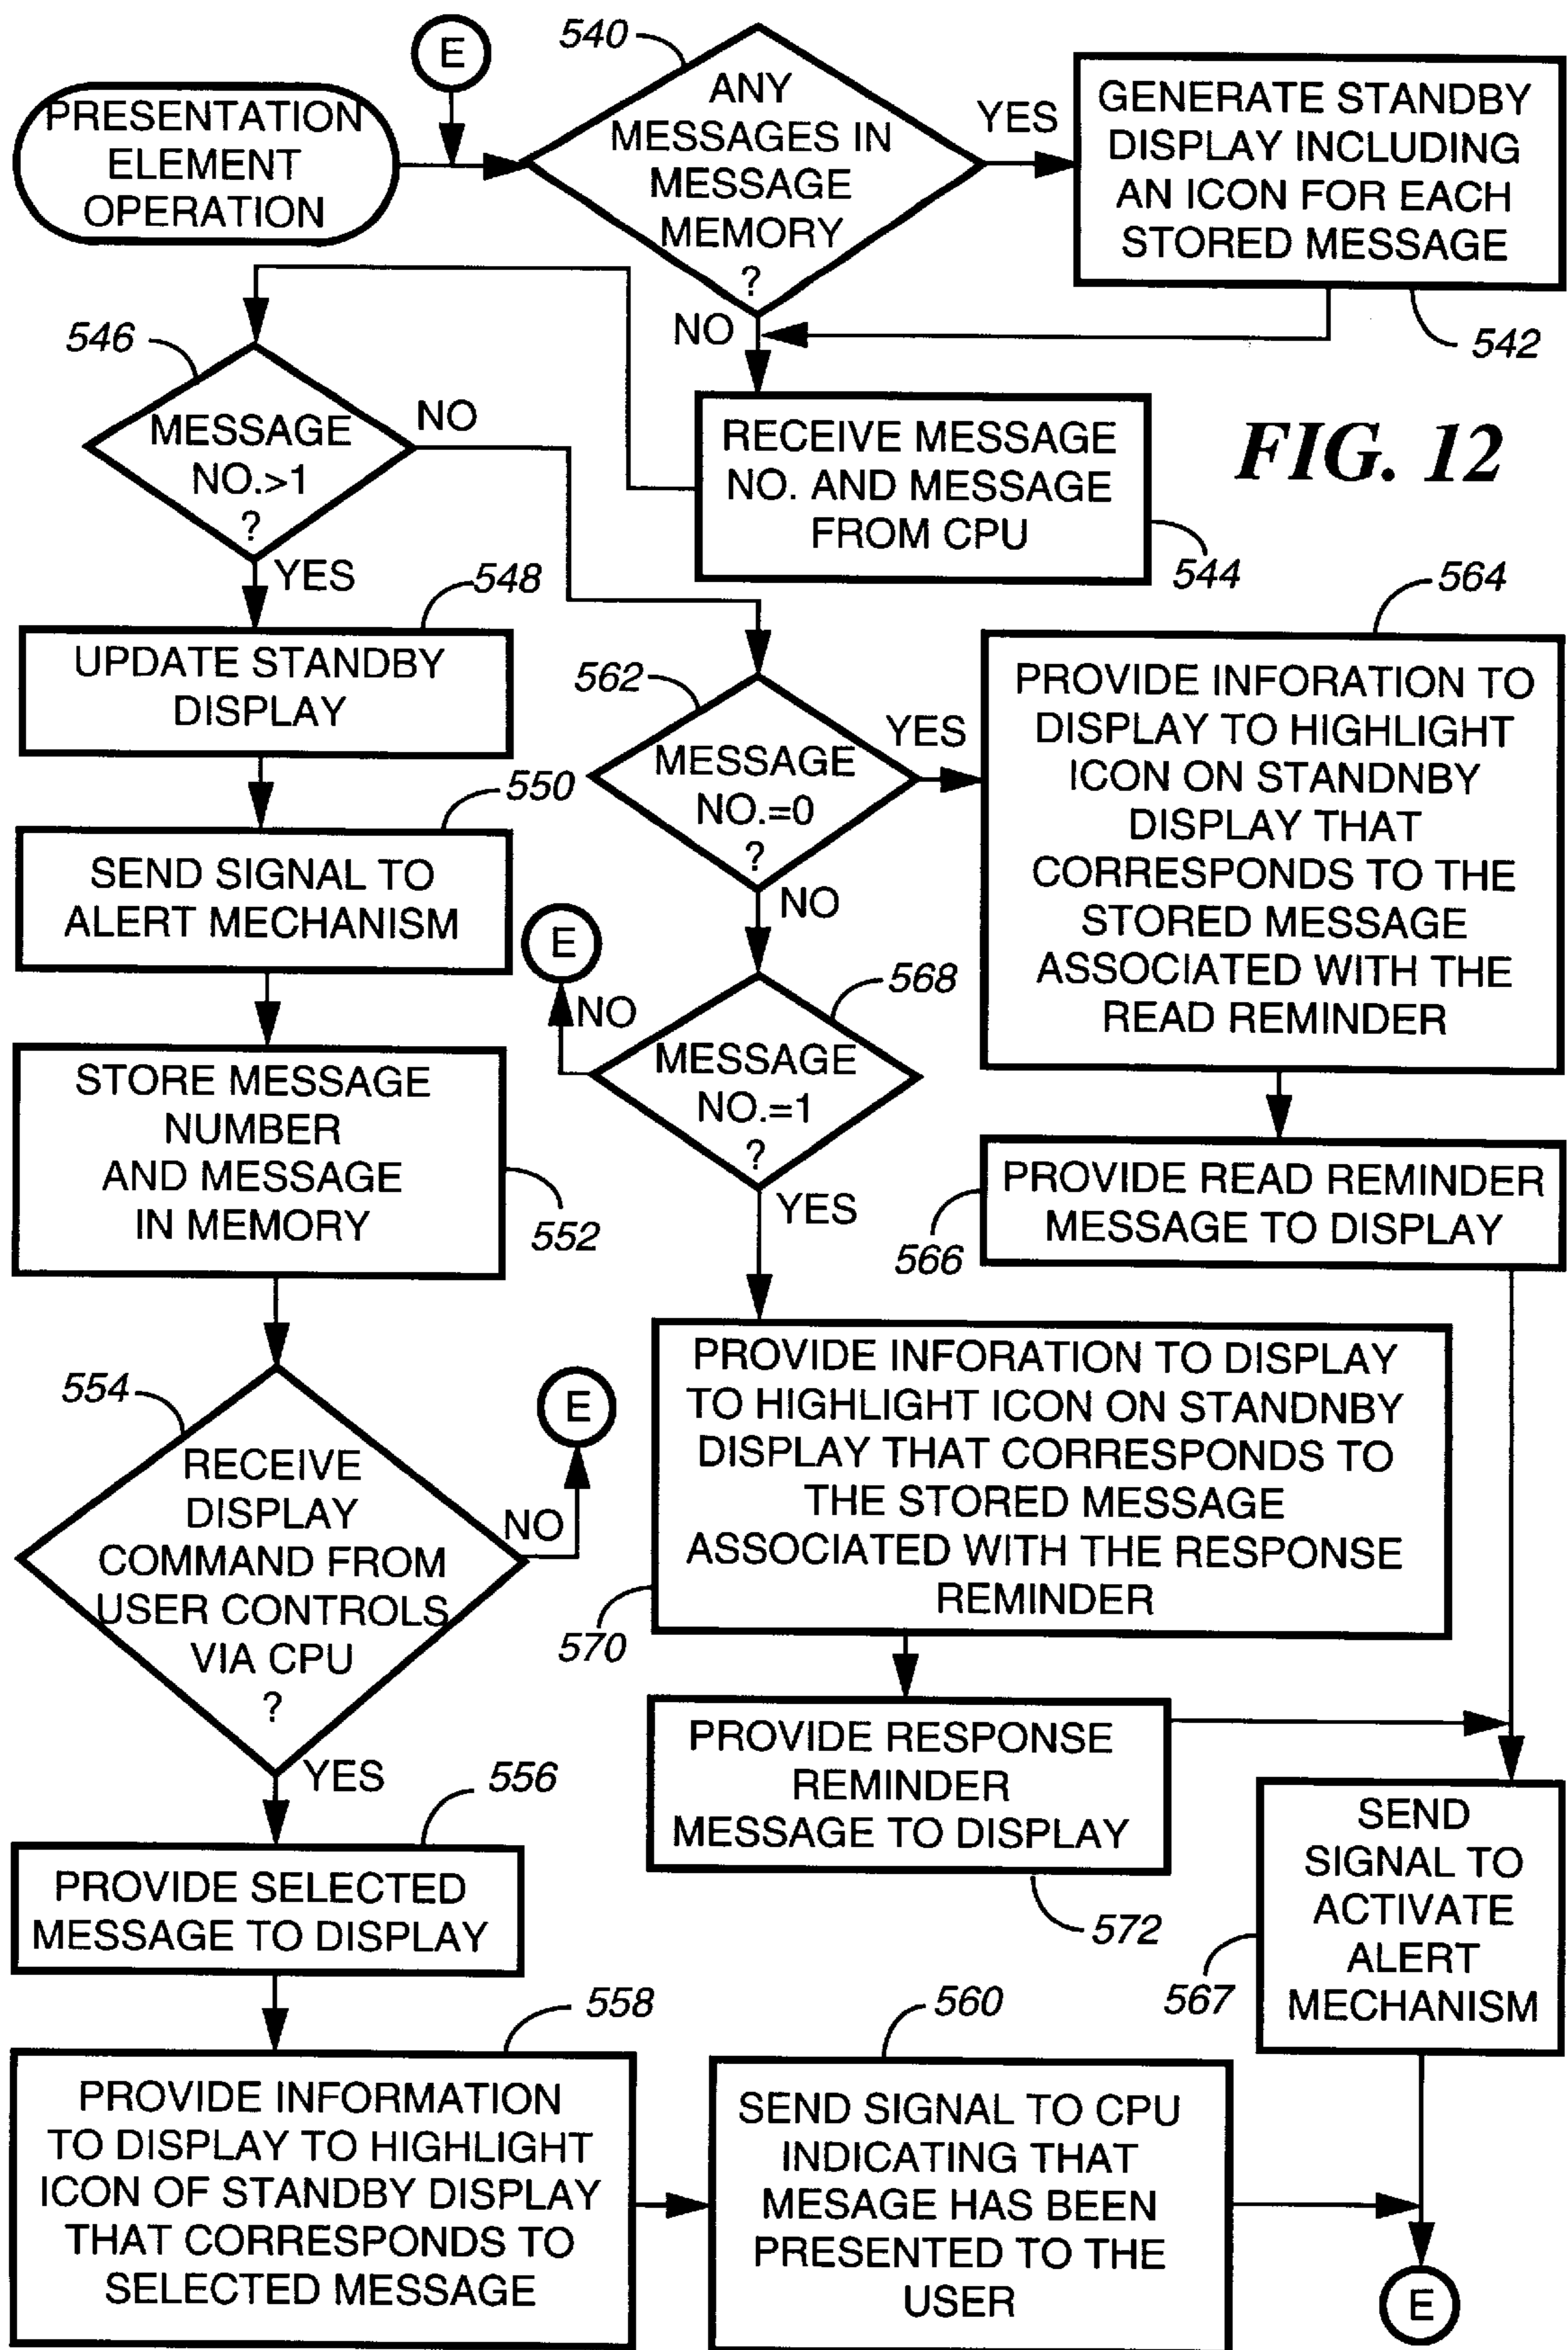 E
540
PRESENTATION
ELEMENT
OPERATION
ANY
MESSAGES IN
MESSAGE
MEMORY
?
YES
GENERATE STANDBY
DISPLAY INCLUDING
AN ICON FOR EACH
STORED MESSAGE
542
NO
RECEIVE MESSAGE
NO. AND MESSAGE
FROM CPU
544
FIG. 12
546
MESSAGE
NO.>1
?
NO
YES
548
UPDATE STANDBY
DISPLAY
550
SEND SIGNAL TO
ALERT MECHANISM
STORE MESSAGE
NUMBER
AND MESSAGE
IN MEMORY
552
554
RECEIVE
DISPLAY
COMMAND FROM
USER CONTROLS
VIA CPU
?
NO
E
YES
556
PROVIDE SELECTED
MESSAGE TO DISPLAY
558
PROVIDE INFORMATION
TO DISPLAY TO HIGHLIGHT
ICON OF STANDBY DISPLAY
THAT CORRESPONDS TO
SELECTED MESSAGE
560
SEND SIGNAL TO CPU
INDICATING THAT
MESAGE HAS BEEN
PRESENTED TO THE
USER
562
MESSAGE
NO.=0
?
YES
NO
564
PROVIDE INFORATION TO
DISPLAY TO HIGHLIGHT
ICON ON STANDNBY
DISPLAY THAT
CORRESPONDS TO THE
STORED MESSAGE
ASSOCIATED WITH THE
READ REMINDER
PROVIDE READ REMINDER
MESSAGE TO DISPLAY
566
568
MESSAGE
NO.=1
?
NO
E
YES
PROVIDE INFORATION TO DISPLAY
TO HIGHLIGHT ICON ON STANDNBY
DISPLAY THAT CORRESPONDS TO
THE STORED MESSAGE
ASSOCIATED WITH THE RESPONSE
REMINDER
570
PROVIDE RESPONSE
REMINDER
MESSAGE TO DISPLAY
572
SEND
SIGNAL TO
ACTIVATE
ALERT
MECHANISM
567
E